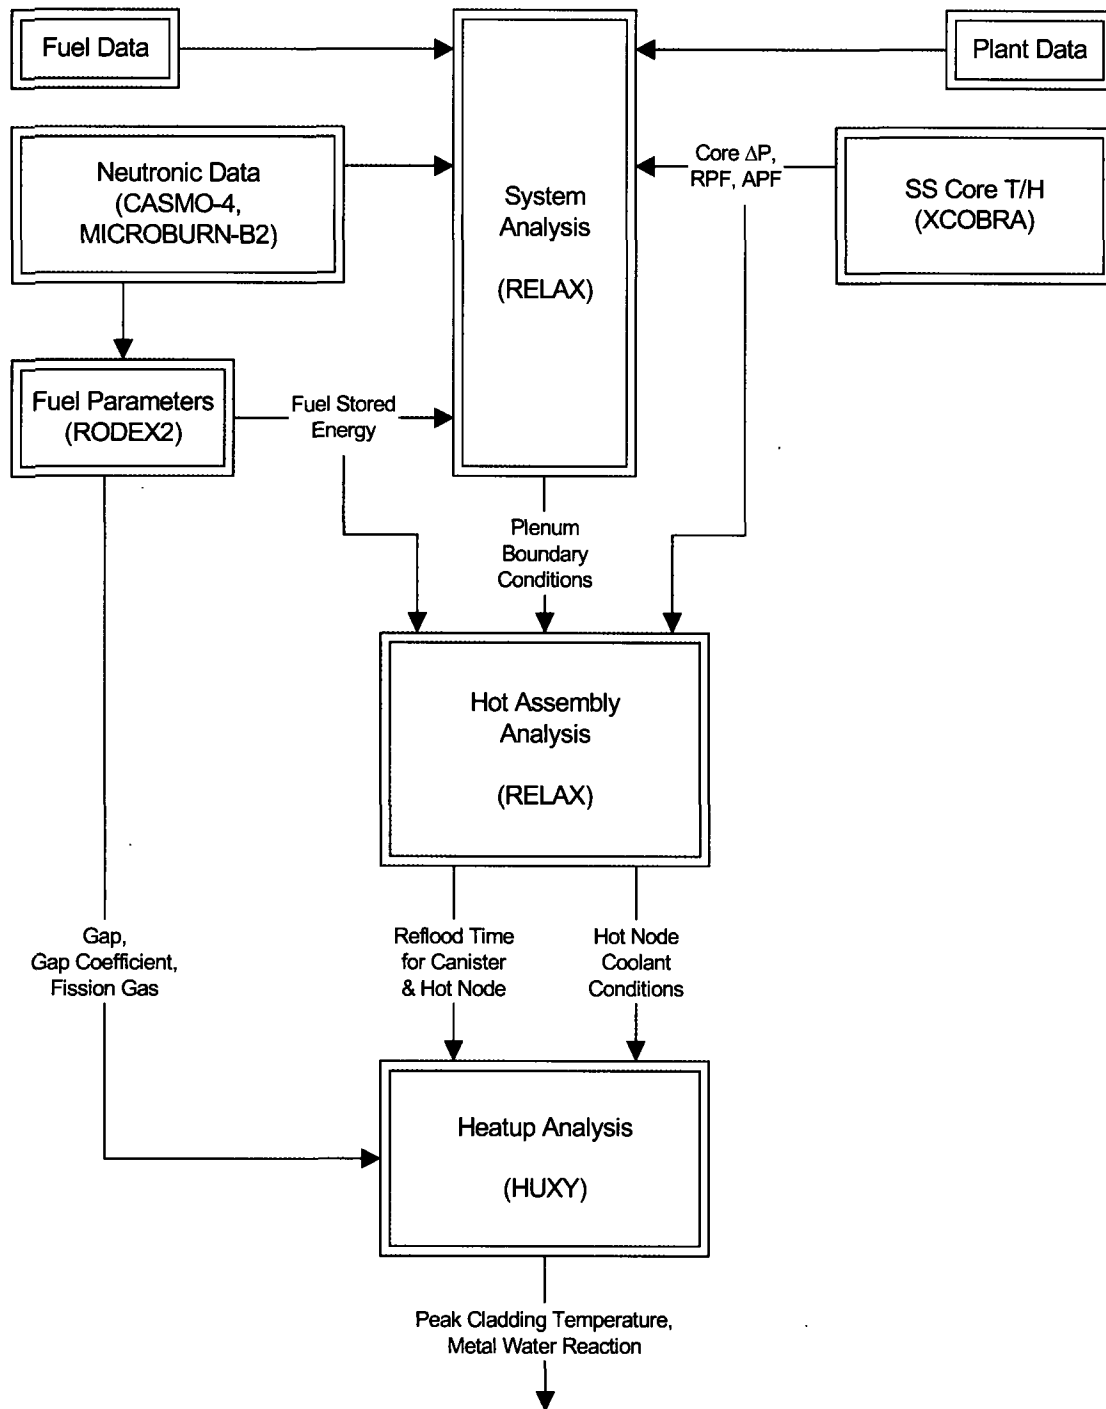 Fuel Data
Plant Data
Neutronic Data
(CASMO-4,
MICROBURN-B2)
System
Analysis
(RELAX)
Core ΔP,
RPF, APF
SS Core T/H
(XCOBRA)
Fuel Parameters
(RODEX2)
Fuel Stored
Energy
Plenum
Boundary
Conditions
Hot Assembly
Analysis
(RELAX)
Gap,
Gap Coefficient,
Fission Gas
Reflood Time
for Canister
& Hot Node
Hot Node
Coolant
Conditions
Heatup Analysis
(HUXY)
Peak Cladding Temperature,
Metal Water Reaction